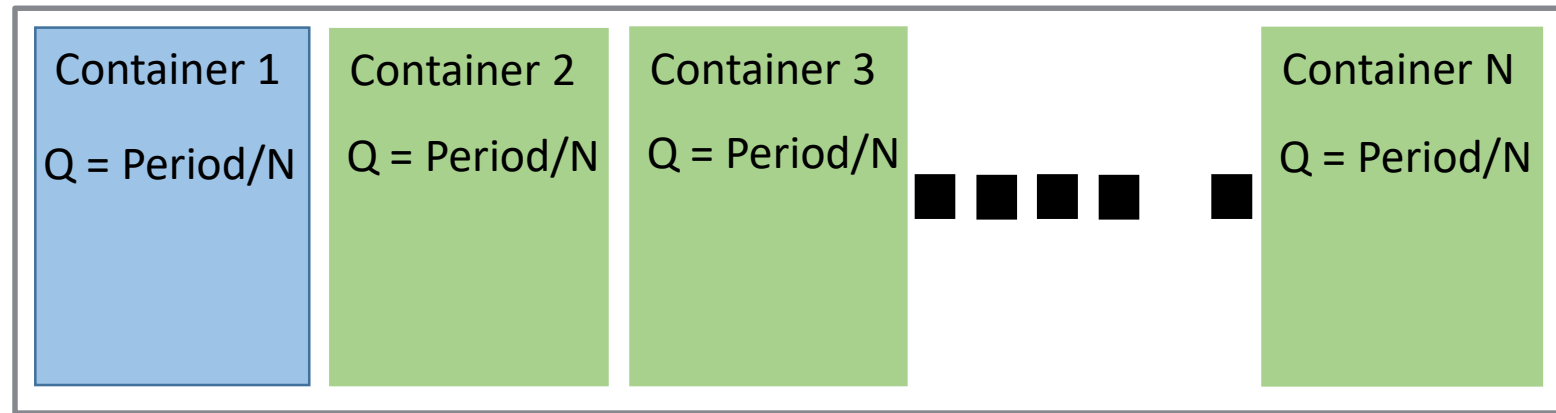 Container 1
Q = Period/N
Container 2
Q = Period/N
Container 3
Q = Period/N
Container N
Q = Period/N